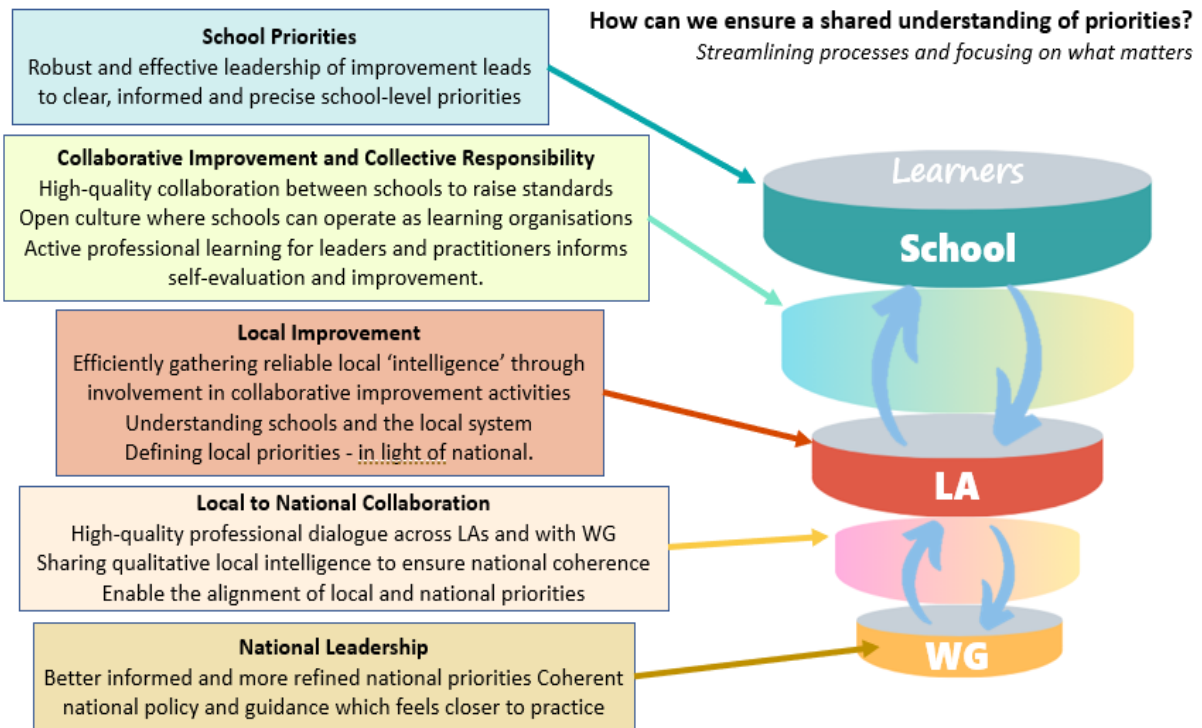 How can we ensure a shared understanding of priorities?
Streamlining processes and focusing on what matters
School Priorities
Robust and effective leadership of improvement leads
to clear, informed and precise school-level priorities
Collaborative Improvement and Collective Responsibility
High-quality collaboration between schools to raise standards
Open culture where schools can operate as learning organisations
Active professional learning for leaders and practitioners informs
self-evaluation and improvement.
Local Improvement
Efficiently gathering reliable local ‘intelligence’ through
involvement in collaborative improvement activities
Understanding schools and the local system
Defining local priorities - in light of national.
Local to National Collaboration
High-quality professional dialogue across LAs and with WG
Sharing qualitative local intelligence to ensure national coherence
Enable the alignment of local and national priorities
National Leadership
Better informed and more refined national priorities Coherent
national policy and guidance which feels closer to practice
Learners
School
LA
WG